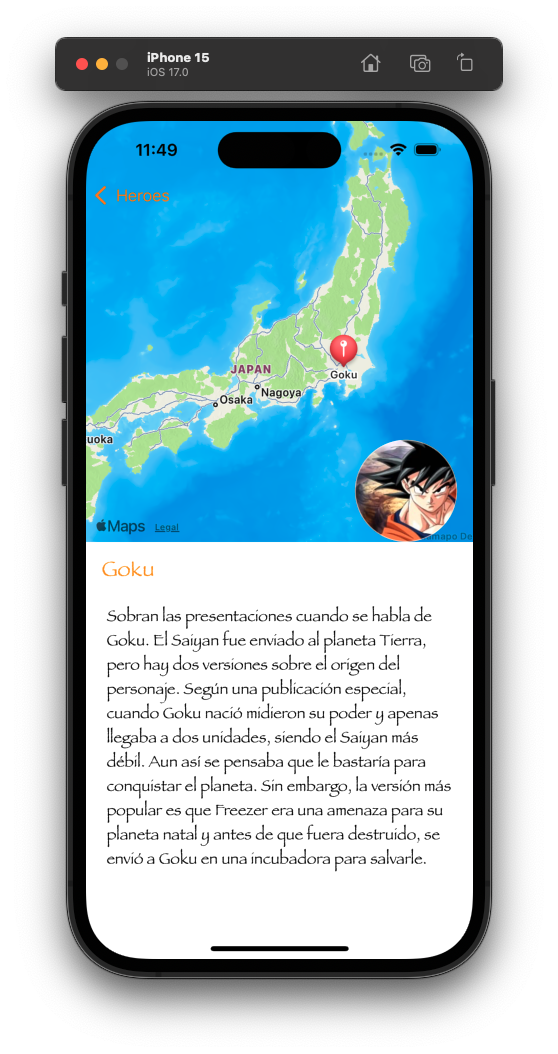 iPhone 15
iOS 17.0
11:49
Heroes
JAPAN
Goku
Nagoya
Osaka
uoka
Maps Legal
Goku
Sobran las presentaciones cuando se habla de
Goku. El Saiyan fue enviado al planeta Tierra,
pero hay dos versiones sobre el origen del
personaje. Según una publicación especial,
cuando Goku nació midieron su poder y apenas
llegaba a dos unidades, siendo el Saiyan más
débil. Aun así se pensaba que le bastaría para
conquistar el planeta. Sin embargo, la versión más
popular es que Freezer era una amenaza para su
planeta natal y antes de que fuera destruido, se
envió a Goku en una incubadora para salvarle.